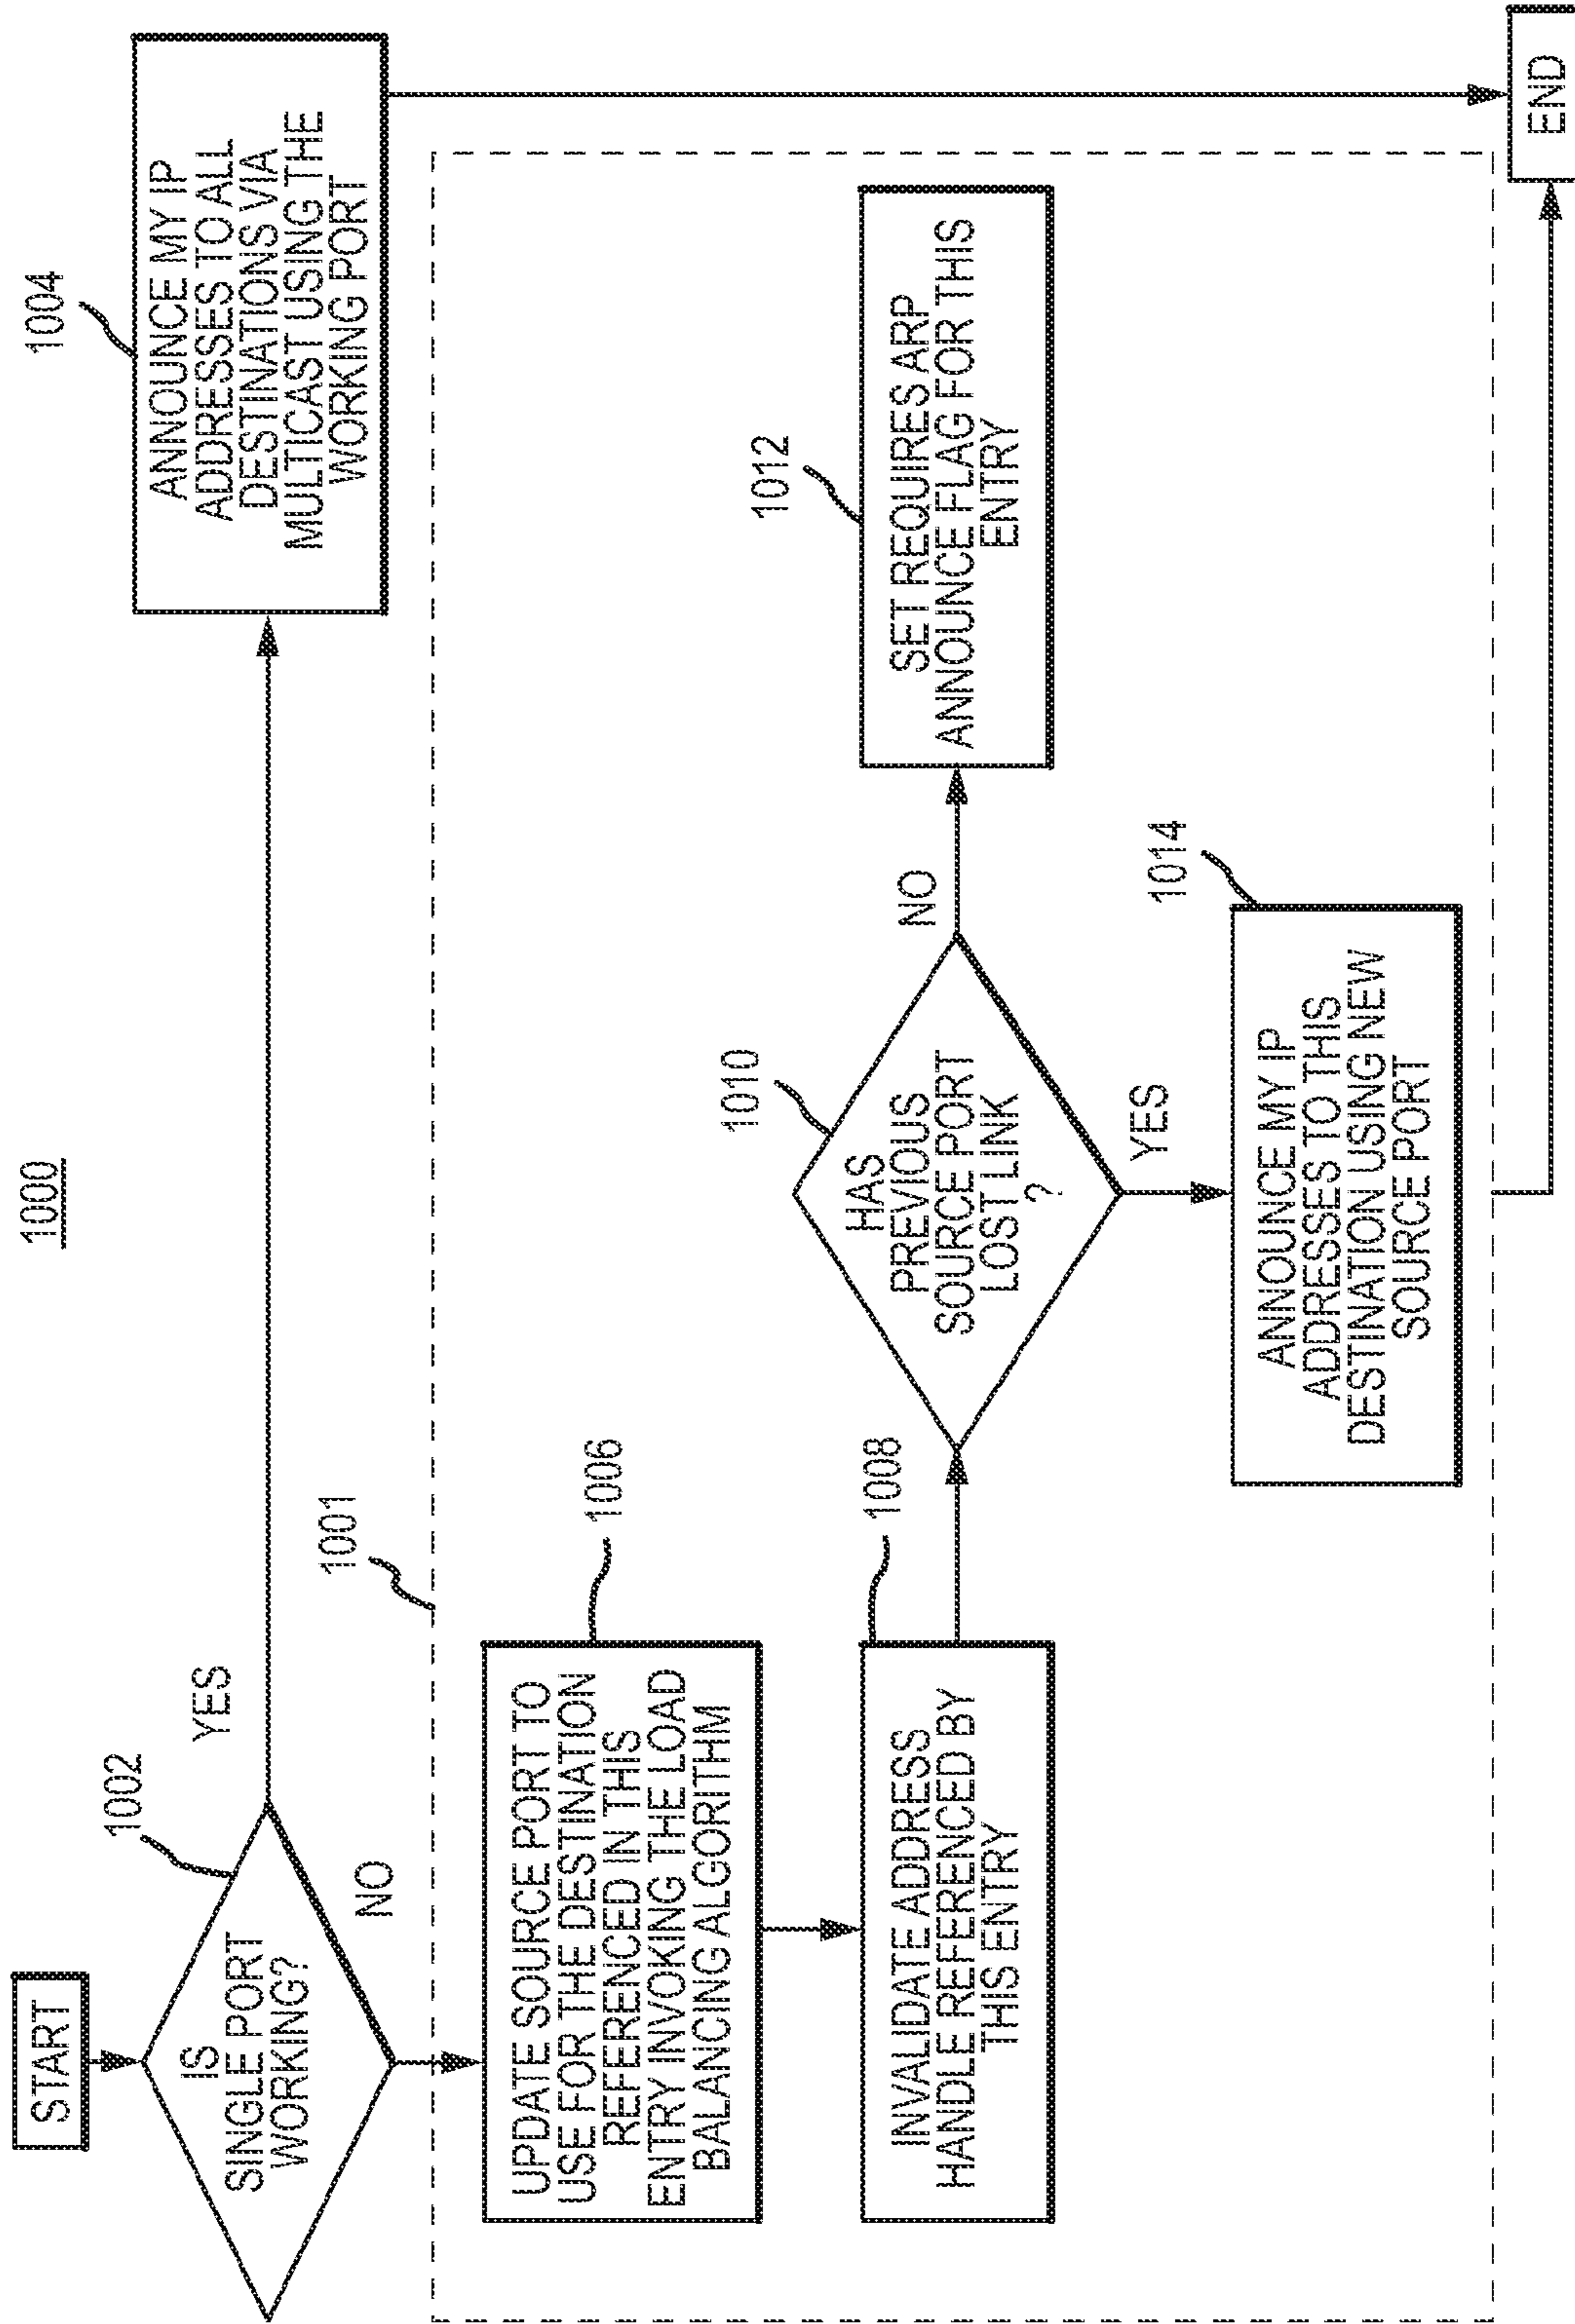 1000
START
1002
IS
SINGLE PORT
WORKING?
YES
NO
1004
ANNOUNCE MY IP
ADDRESSES TO ALL
DESTINATIONS VIA
MULTICAST USING THE
WORKING PORT
1001
1006
UPDATE SOURCE PORT TO
USE FOR THE DESTINATION
REFERENCED IN THIS
ENTRY INVOKING THE LOAD
BALANCING ALGORITHM
1008
INVALIDATE ADDRESS
HANDLE REFERENCED BY
THIS ENTRY
1010
HAS
PREVIOUS
SOURCE PORT
LOST LINK
?
NO
YES
1012
SET REQUIRES ARP
ANNOUNCE FLAG FOR THIS
ENTRY
1014
ANNOUNCE MY IP
ADDRESSES TO THIS
DESTINATION USING NEW
SOURCE PORT
END